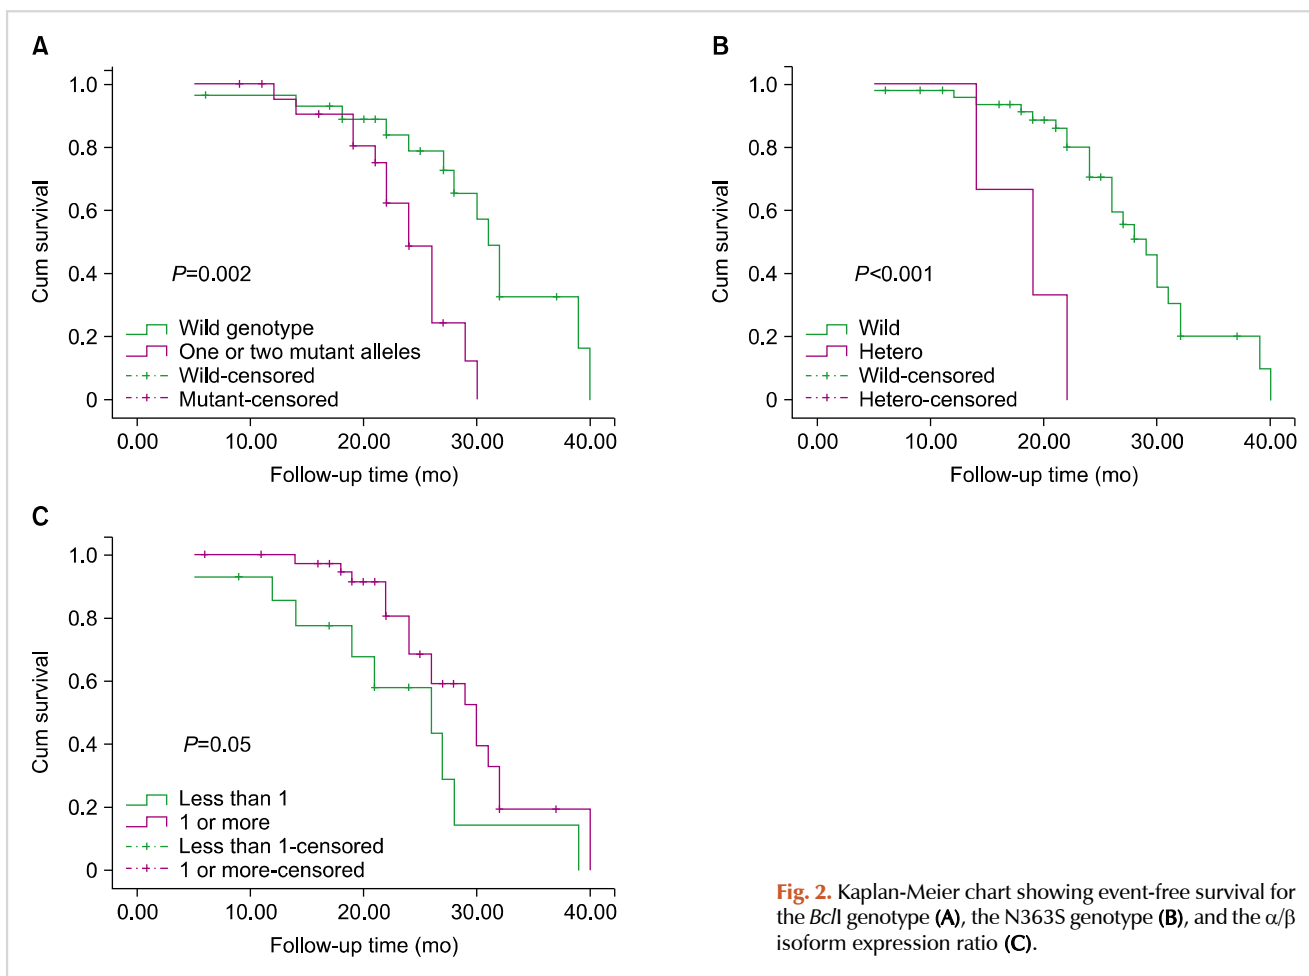 A
1.0
0.8
0.6
0.4
0.2
0
Cum survival
P=0.002
Wild genotype
One or two mutant alleles
Wild-censored
Mutant-censored
0.00 10.00 20.00 30.00 40.00
Follow-up time (mo)
B
1.0
0.8
0.6
0.4
0.2
0
Cum survival
P<0.001
Wild
Hetero
Wild-censored
Hetero-censored
0.00 10.00 20.00 30.00 40.00
Follow-up time (mo)
C
1.0
0.8
0.6
0.4
0.2
0
Cum survival
P=0.05
Less than 1
1 or more
Less than 1-censored
1 or more-censored
0.00 10.00 20.00 30.00 40.00
Follow-up time (mo)
Fig. 2. Kaplan-Meier chart showing event-free survival for
the BclI genotype (A), the N363S genotype (B), and the α/β
isoform expression ratio (C).